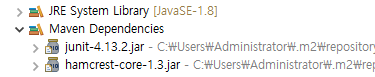 JRE System Library [JavaSE-1.8]
Maven Dependencies
junit-4.13.2.jar - C:₩Users₩Administrator₩.m2₩repository
hamcrest-core-1.3.jar - C:₩Users₩Administrator₩.m2₩rep